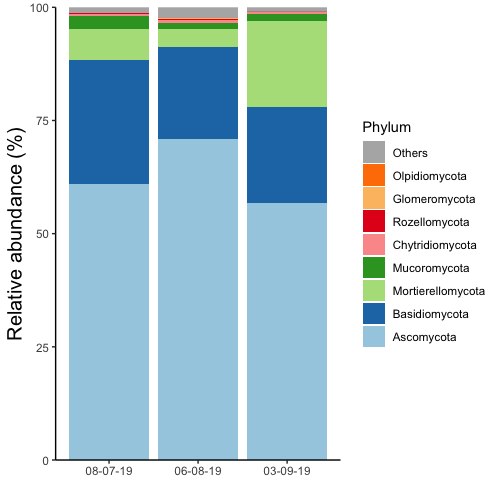 Relative abundance (%)
100
75
50
25
0
08-07-19
06-08-19
03-09-19
Phylum
Others
Olpidiomycota
Glomeromycota
Rozellomycota
Chytridiomycota
Mucoromycota
Mortierellomycota
Basidiomycota
Ascomycota